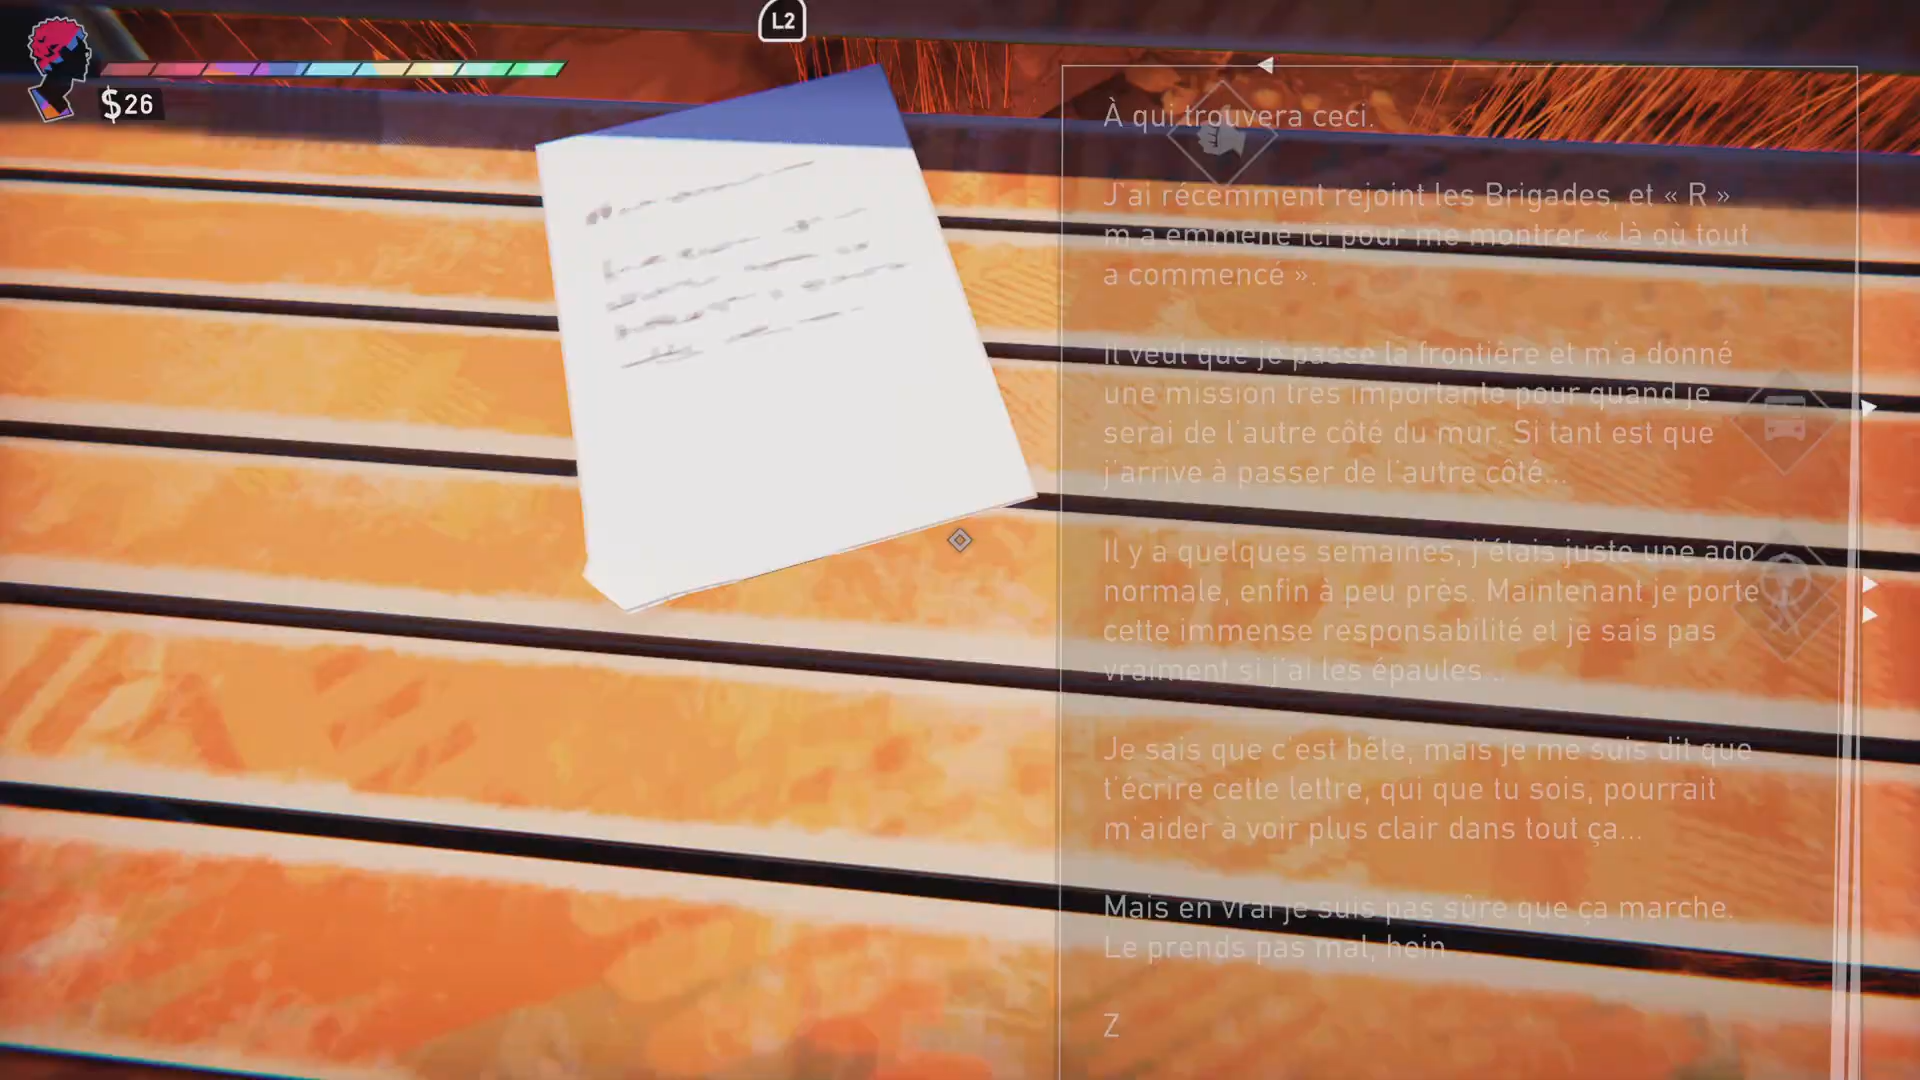 L2
$26
À qui trouvera ceci.
J'ai récemment rejoint les Brigades, et « R »
m'a emmené ici pour me montrer « là où tout
a commencé ».
Il veut que je passe la frontière et m'a donné
une mission très importante pour quand je
serai de l'autre côté du mur. Si tant est que
j'arrive à passer de l'autre côté...
Il y a quelques semaines, j'étais juste une ado
normale, enfin à peu près. Maintenant je porte
cette immense responsabilité et je sais pas
vraiment si j'ai les épaules...
Je sais que c'est bête, mais je me suis dit que
t'écrire cette lettre, qui que tu sois, pourrait
m'aider à voir plus clair dans tout ça...
Mais en vrai je suis pas sûre que ça marche.
Le prends pas mal, hein
Z